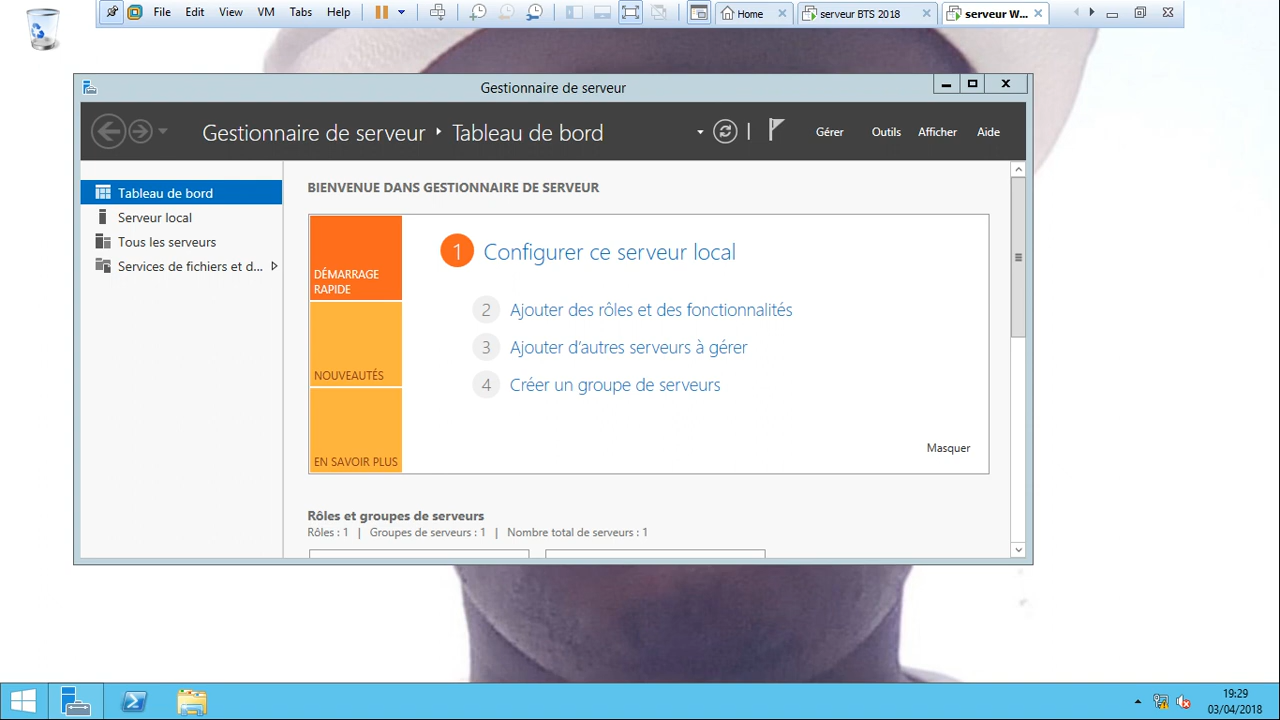 File Edit View VM Tabs Help
Home
serveur BTS 2018
serveur W...
Gestionnaire de serveur
Gestionnaire de serveur Tableau de bord
Gérer Outils Afficher Aide
Tableau de bord
Serveur local
Tous les serveurs
Services de fichiers et d...
BIENVENUE DANS GESTIONNAIRE DE SERVEUR
DÉMARRAGE
RAPIDE
NOUVEAUTÉS
EN SAVOIR PLUS
1 Configurer ce serveur local
2 Ajouter des rôles et des fonctionnalités
3 Ajouter d’autres serveurs à gérer
4 Créer un groupe de serveurs
Masquer
Rôles et groupes de serveurs
Rôles : 1 | Groupes de serveurs : 1 | Nombre total de serveurs : 1
19:29
03/04/2018